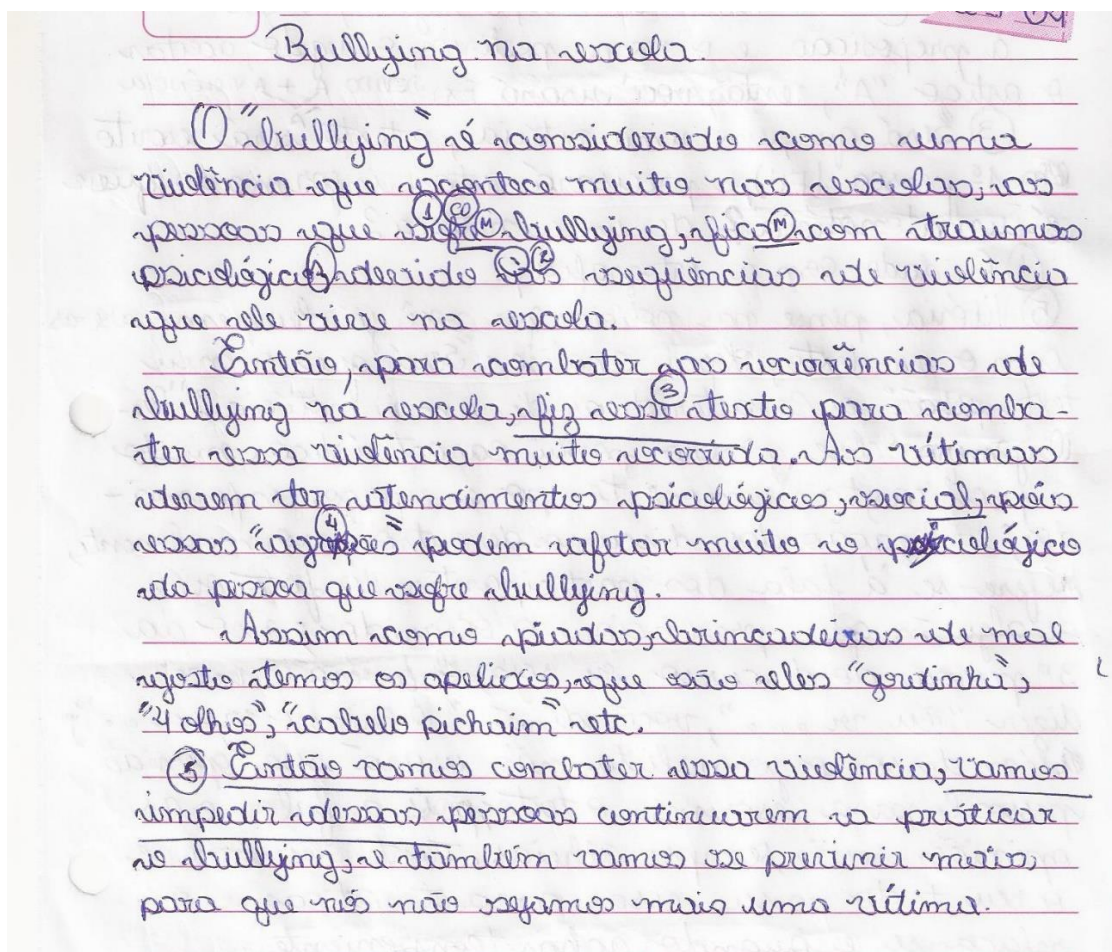 Bullying na escola.
O "bullying" é considerado como uma
violência que acontece muito nas escolas, as
pessoas que sofre bullying, fica com traumas
psicológico devido às sequências de violência
que ele vive na escola.
Então, para combater as ocorrências de
bullying na escola, fiz esse texto para comba-
ter essa violência muito ocorrida. As vítimas
devem ter atendimentos psicológicos, social, pois
essas "agressões" podem afetar muito o psicológico
da pessoa que sofre bullying.
Assim como piadas, brincadeiras de mal
gosto temos os apelidos, que são eles "gordinho",
"4 olhos", "cabelo pichaim" etc.
5 Então vamos combater essa violência, vamos
impedir dessas pessoas continuarem a praticar
o bullying, e também vamos se previnir mais,
para que nós não sejamos mais uma vítima.